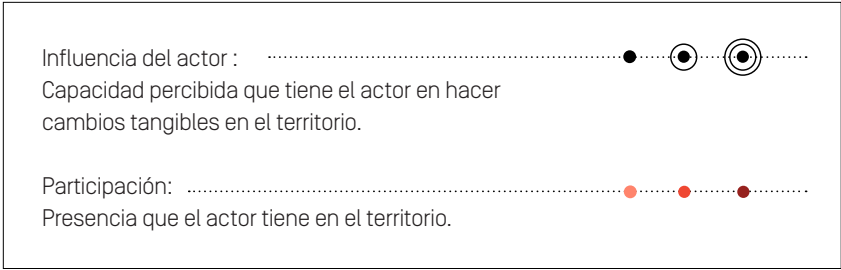 Influencia del actor :
Capacidad percibida que tiene el actor en hacer
cambios tangibles en el territorio.
Participación:
Presencia que el actor tiene en el territorio.